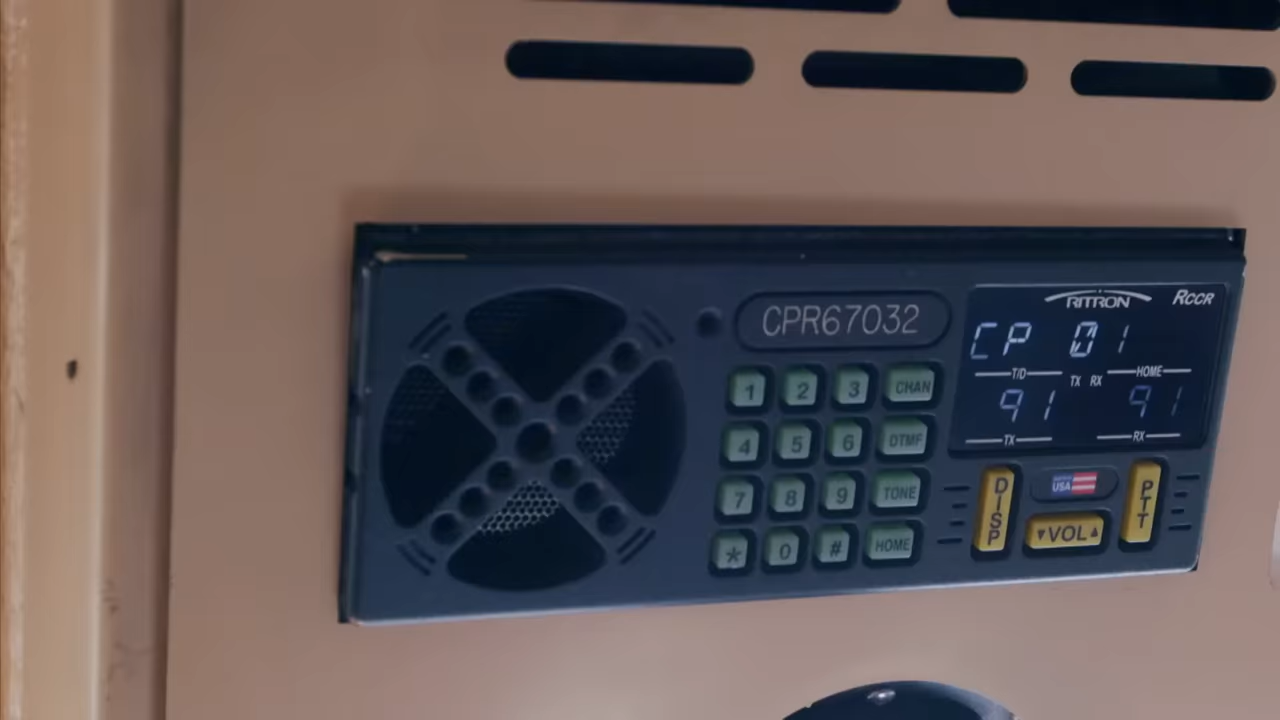 CPR67032
RITRON RCCR
CP 01
T/D TX RX HOME
91 91
TX RX
1 2 3 CHAN
4 5 6 DTMF
7 8 9 TONE
* 0 # HOME
DISP
USA
▼VOL▲
PTT